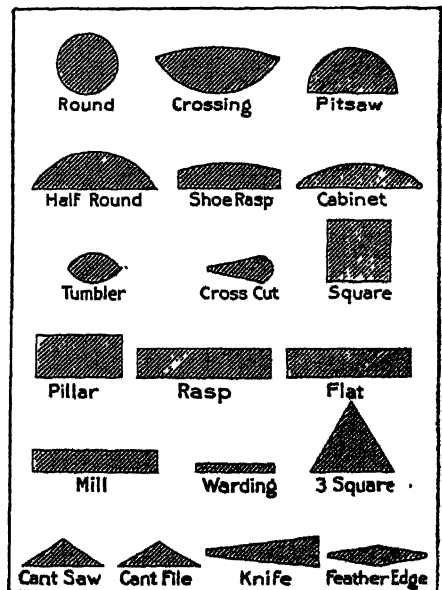 Round Crossing Pitsaw
Half Round Shoe Rasp Cabinet
Tumbler Cross Cut Square
Pillar Rasp Flat
Mill Warding 3 Square
Cant Saw Cant File Knife Feather Edge